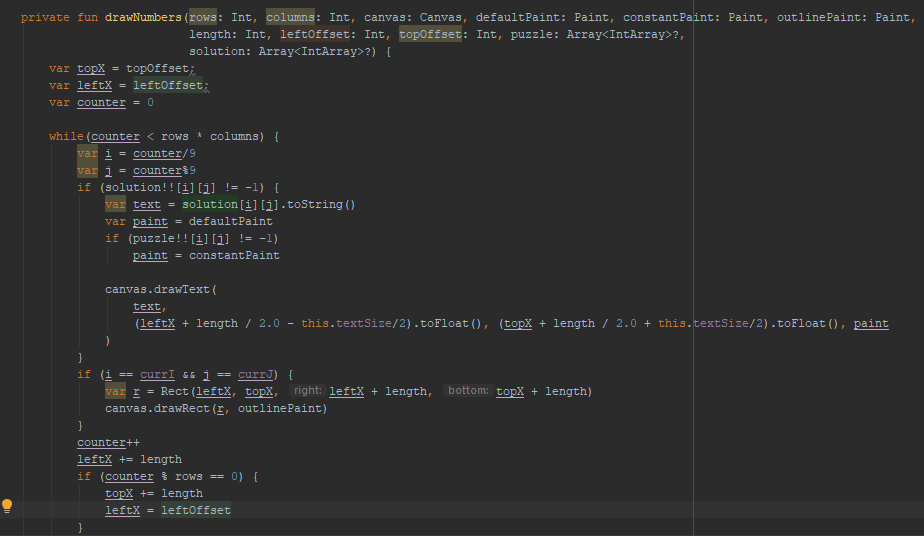 private fun drawNumbers(rows: Int, columns: Int, canvas: Canvas, defaultPaint: Paint, constantPaint: Paint, outlinePaint: Paint,
length: Int, leftOffset: Int, topOffset: Int, puzzle: Array<IntArray>?,
solution: Array<IntArray>?) {
var topX = topOffset;
var leftX = leftOffset;
var counter = 0
while(counter < rows * columns) {
var i = counter/9
var j = counter%9
if (solution!![i][j] != -1) {
var text = solution[i][j].toString()
var paint = defaultPaint
if (puzzle!![i][j] != -1)
paint = constantPaint
canvas.drawText(
text,
(leftX + length / 2.0 - this.textSize/2).toFloat(), (topX + length / 2.0 + this.textSize/2).toFloat(), paint
)
}
if (i == currI && j == currJ) {
var r = Rect(leftX, topX, right: leftX + length, bottom: topX + length)
canvas.drawRect(r, outlinePaint)
}
counter++
leftX += length
if (counter % rows == 0) {
topX += length
leftX = leftOffset
}